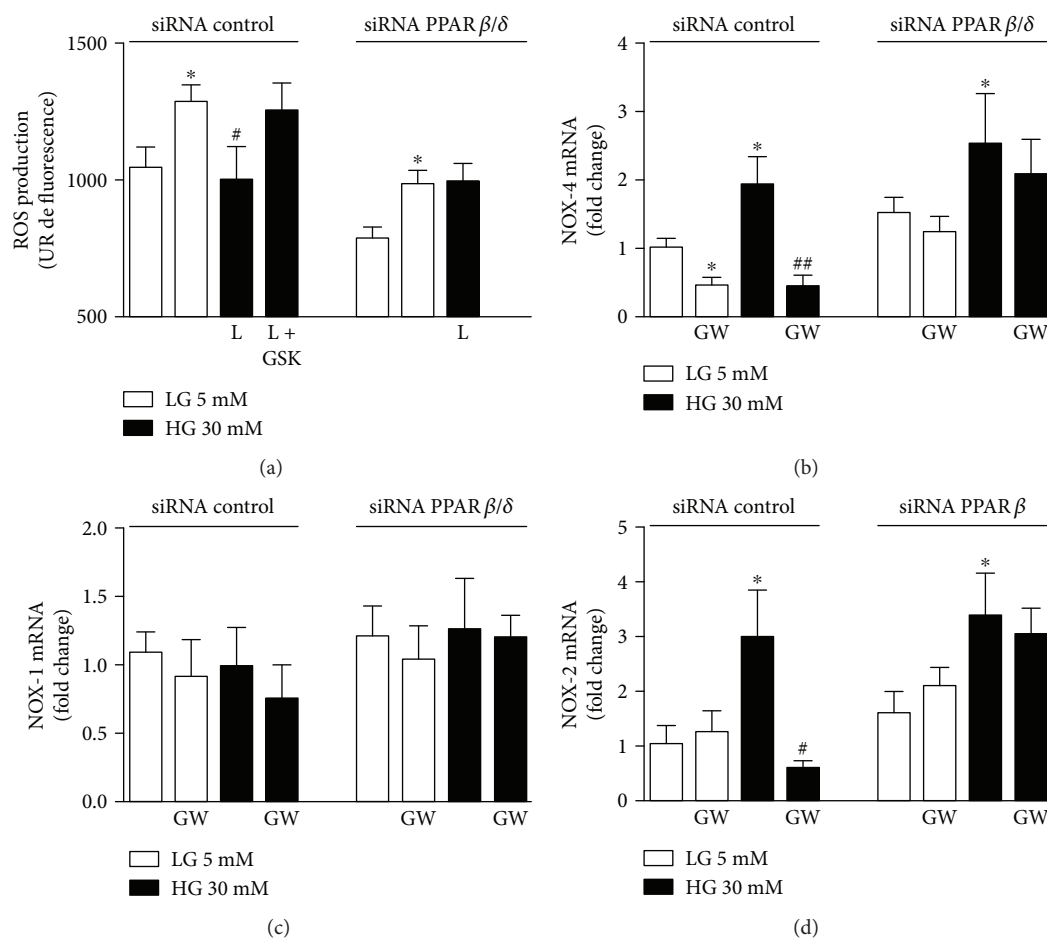 siRNA control siRNA PPAR β/δ
ROS production
(UR de fluorescence)
1500
1000
500
*
#
*
L L + L
GSK
LG 5 mM
HG 30 mM
(a)
siRNA control siRNA PPAR β/δ
NOX-4 mRNA
(fold change)
4
3
2
1
0
*
*
##
*
GW GW GW GW
LG 5 mM
HG 30 mM
(b)
siRNA control siRNA PPAR β/δ
NOX-1 mRNA
(fold change)
2.0
1.5
1.0
0.5
0.0
GW GW GW GW
LG 5 mM
HG 30 mM
(c)
siRNA control siRNA PPAR β
NOX-2 mRNA
(fold change)
5
4
3
2
1
0
*
#
*
GW GW GW GW
LG 5 mM
HG 30 mM
(d)